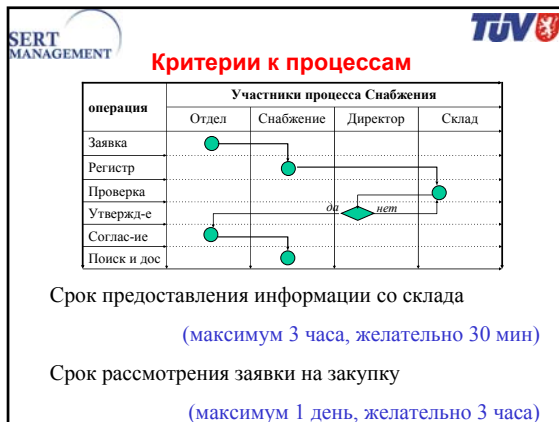 SERT
MANAGEMENT
TÜV
Критерии к процессам
операция
Участники процесса Снабжения
Отдел Снабжение Директор Склад
Заявка
Регистр
Проверка
Утвержд-е да нет
Соглас-ие
Поиск и дос
Срок предоставления информации со склада
(максимум 3 часа, желательно 30 мин)
Срок рассмотрения заявки на закупку
(максимум 1 день, желательно 3 часа)